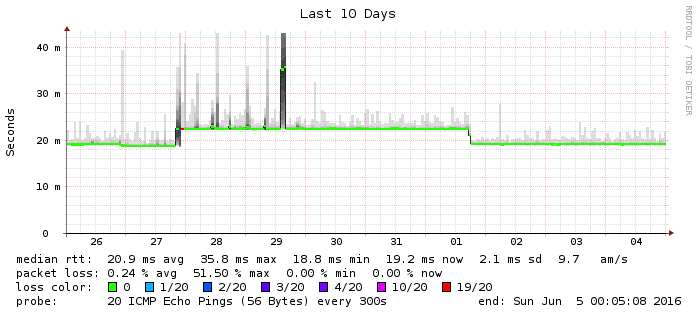 Last 10 Days
RRDTOOL / TOBI OETIKER
Seconds
40 m
30 m
20 m
10 m
0
26 27 28 29 30 31 01 02 03 04
median rtt: 20.9 ms avg 35.8 ms max 18.8 ms min 19.2 ms now 2.1 ms sd 9.7 am/s
packet loss: 0.24 % avg 51.50 % max 0.00 % min 0.00 % now
loss color: 0 1/20 2/20 3/20 4/20 10/20 19/20
probe: 20 ICMP Echo Pings (56 Bytes) every 300s end: Sun Jun 5 00:05:08 2016